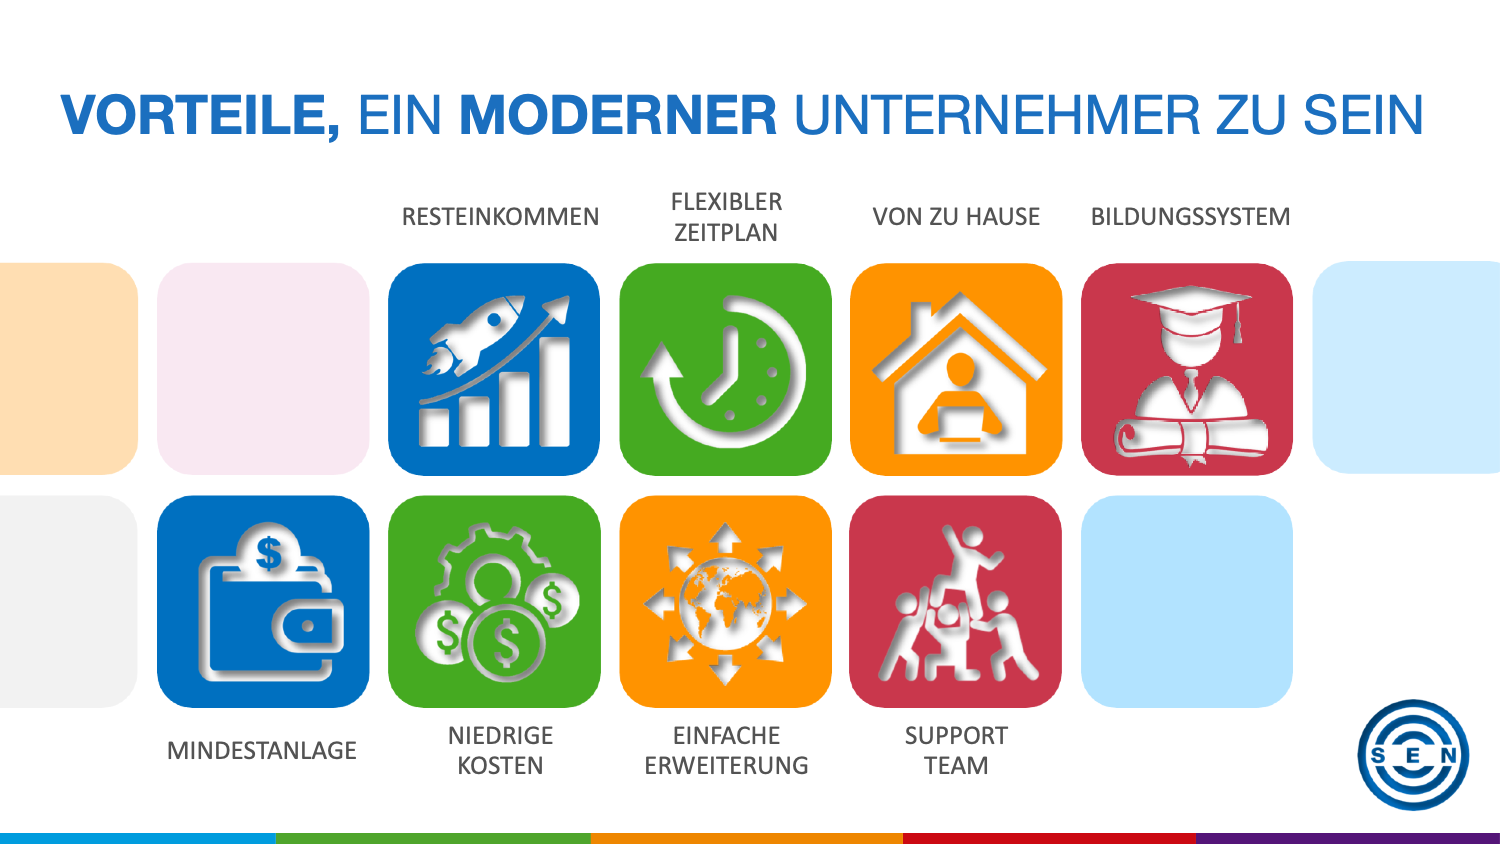 VORTEILE, EIN MODERNER UNTERNEHMER ZU SEIN
RESTEINKOMMEN
FLEXIBLER
ZEITPLAN
VON ZU HAUSE
BILDUNGSSYSTEM
$
$
$
$
MINDESTANLAGE
NIEDRIGE
KOSTEN
EINFACHE
ERWEITERUNG
SUPPORT
TEAM
SEN